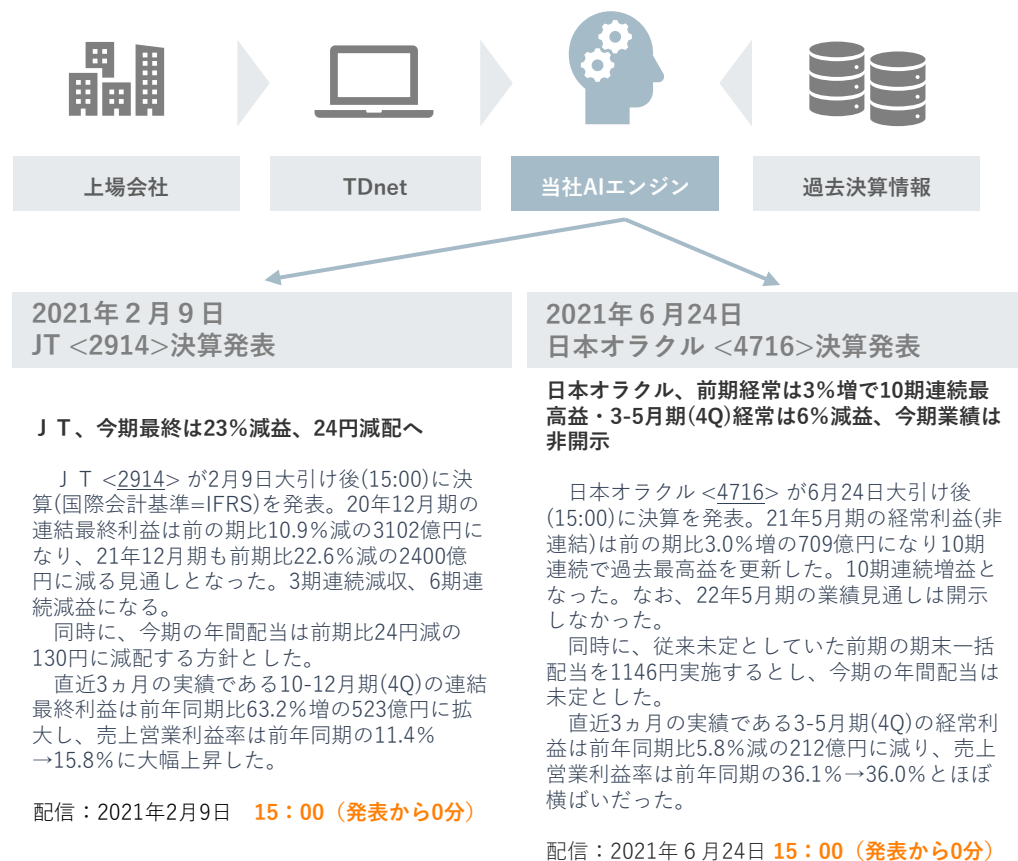 上場会社
TDnet
当社AIエンジン
過去決算情報
2021年２月９日
JT <2914>決算発表
ＪＴ、今期最終は23%減益、24円減配へ
　ＪＴ <2914> が2月9日大引け後(15:00)に決
算(国際会計基準=IFRS)を発表。20年12月期の
連結最終利益は前の期比10.9%減の3102億円に
なり、21年12月期も前期比22.6%減の2400億
円に減る見通しとなった。3期連続減収、6期連
続減益になる。
　同時に、今期の年間配当は前期比24円減の
130円に減配する方針とした。
　直近3ヵ月の実績である10-12月期(4Q)の連結
最終利益は前年同期比63.2%増の523億円に拡
大し、売上営業利益率は前年同期の11.4%
→15.8%に大幅上昇した。
配信：2021年2月9日　15：00（発表から0分）
2021年６月24日
日本オラクル <4716>決算発表
日本オラクル、前期経常は3%増で10期連続最
高益・3-5月期(4Q)経常は6%減益、今期業績は
非開示
　日本オラクル <4716> が6月24日大引け後
(15:00)に決算を発表。21年5月期の経常利益(非
連結)は前の期比3.0%増の709億円になり10期
連続で過去最高益を更新した。10期連続増益と
なった。なお、22年5月期の業績見通しは開示
しなかった。
　同時に、従来未定としていた前期の期末一括
配当を1146円実施するとし、今期の年間配当は
未定とした。
　直近3ヵ月の実績である3-5月期(4Q)の経常利
益は前年同期比5.8%減の212億円に減り、売上
営業利益率は前年同期の36.1%→36.0%とほぼ
横ばいだった。
配信：2021年６月24日 15：00（発表から0分）